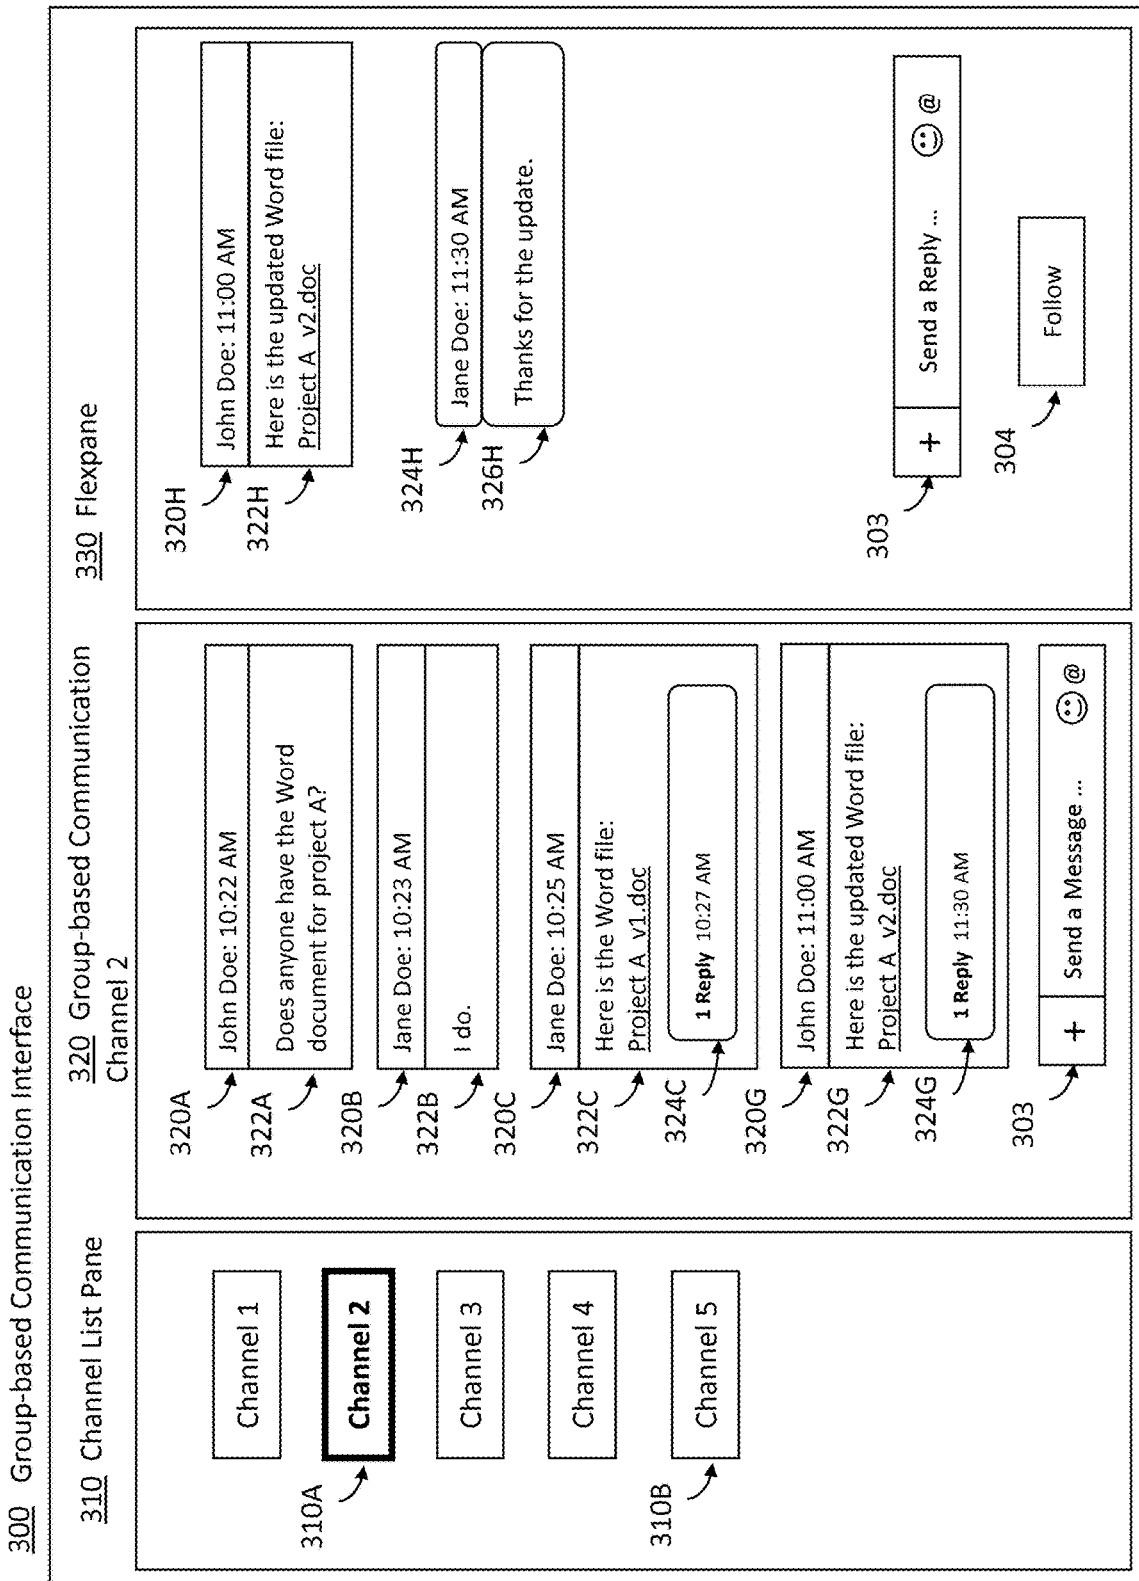 300 Group-based Communication Interface
310 Channel List Pane
Channel 1
310A
Channel 2
Channel 3
Channel 4
310B
Channel 5
320 Group-based Communication
Channel 2
320A
John Doe: 10:22 AM
322A
Does anyone have the Word
document for project A?
320B
Jane Doe: 10:23 AM
322B
I do.
320C
Jane Doe: 10:25 AM
322C
Here is the Word file:
Project A_v1.doc
324C
1 Reply 10:27 AM
320G
John Doe: 11:00 AM
322G
Here is the updated Word file:
Project A_v2.doc
324G
1 Reply 11:30 AM
303
+ Send a Message ... @
330 Flexpane
320H
John Doe: 11:00 AM
322H
Here is the updated Word file:
Project A_v2.doc
324H
Jane Doe: 11:30 AM
326H
Thanks for the update.
303
+ Send a Reply ... @
304
Follow